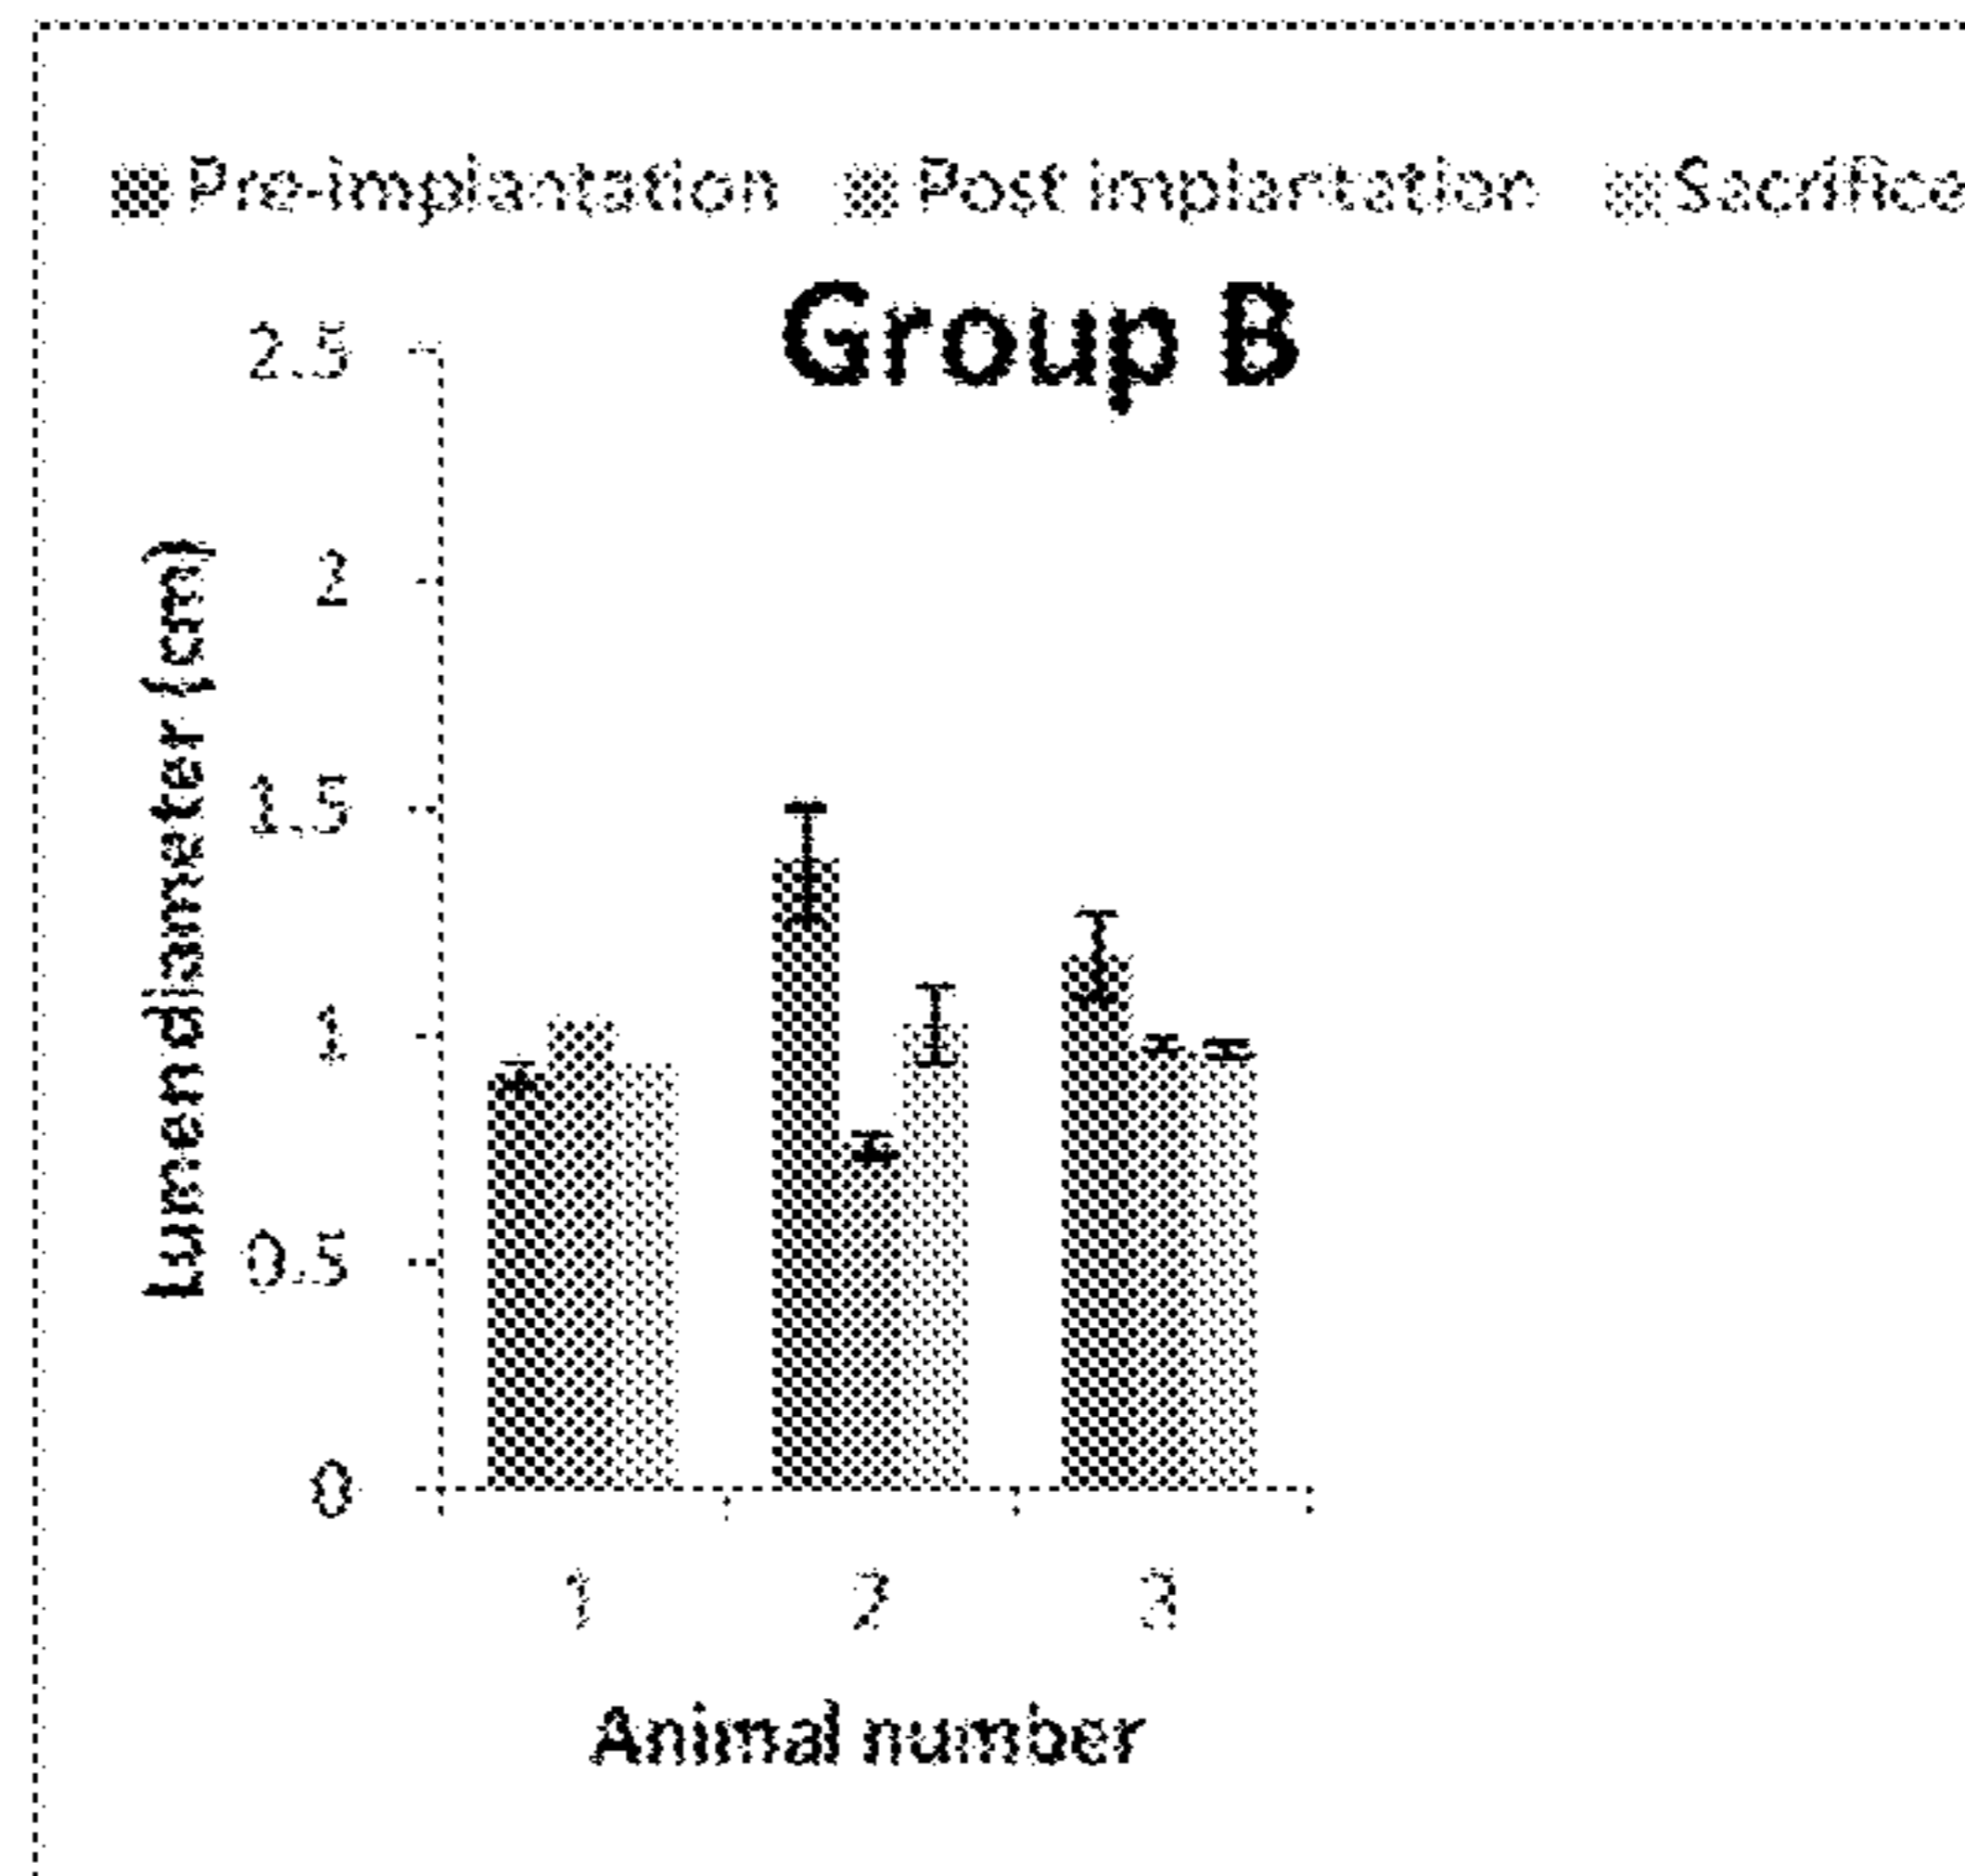 Pre-implantation Post implantation Sacrifice
Group B
2.5
2
1.5
1
0.5
0
Lumen diameter (cm)
1 2 3
Animal number